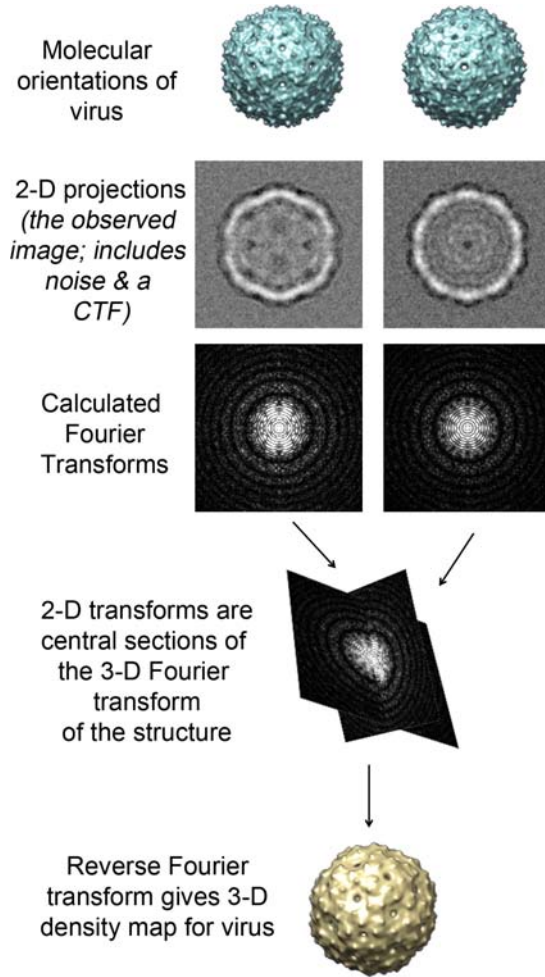 Molecular
orientations of
virus
2-D projections
(the observed
image; includes
noise & a
CTF)
Calculated
Fourier
Transforms
2-D transforms are
central sections of
the 3-D Fourier
transform
of the structure
Reverse Fourier
transform gives 3-D
density map for virus